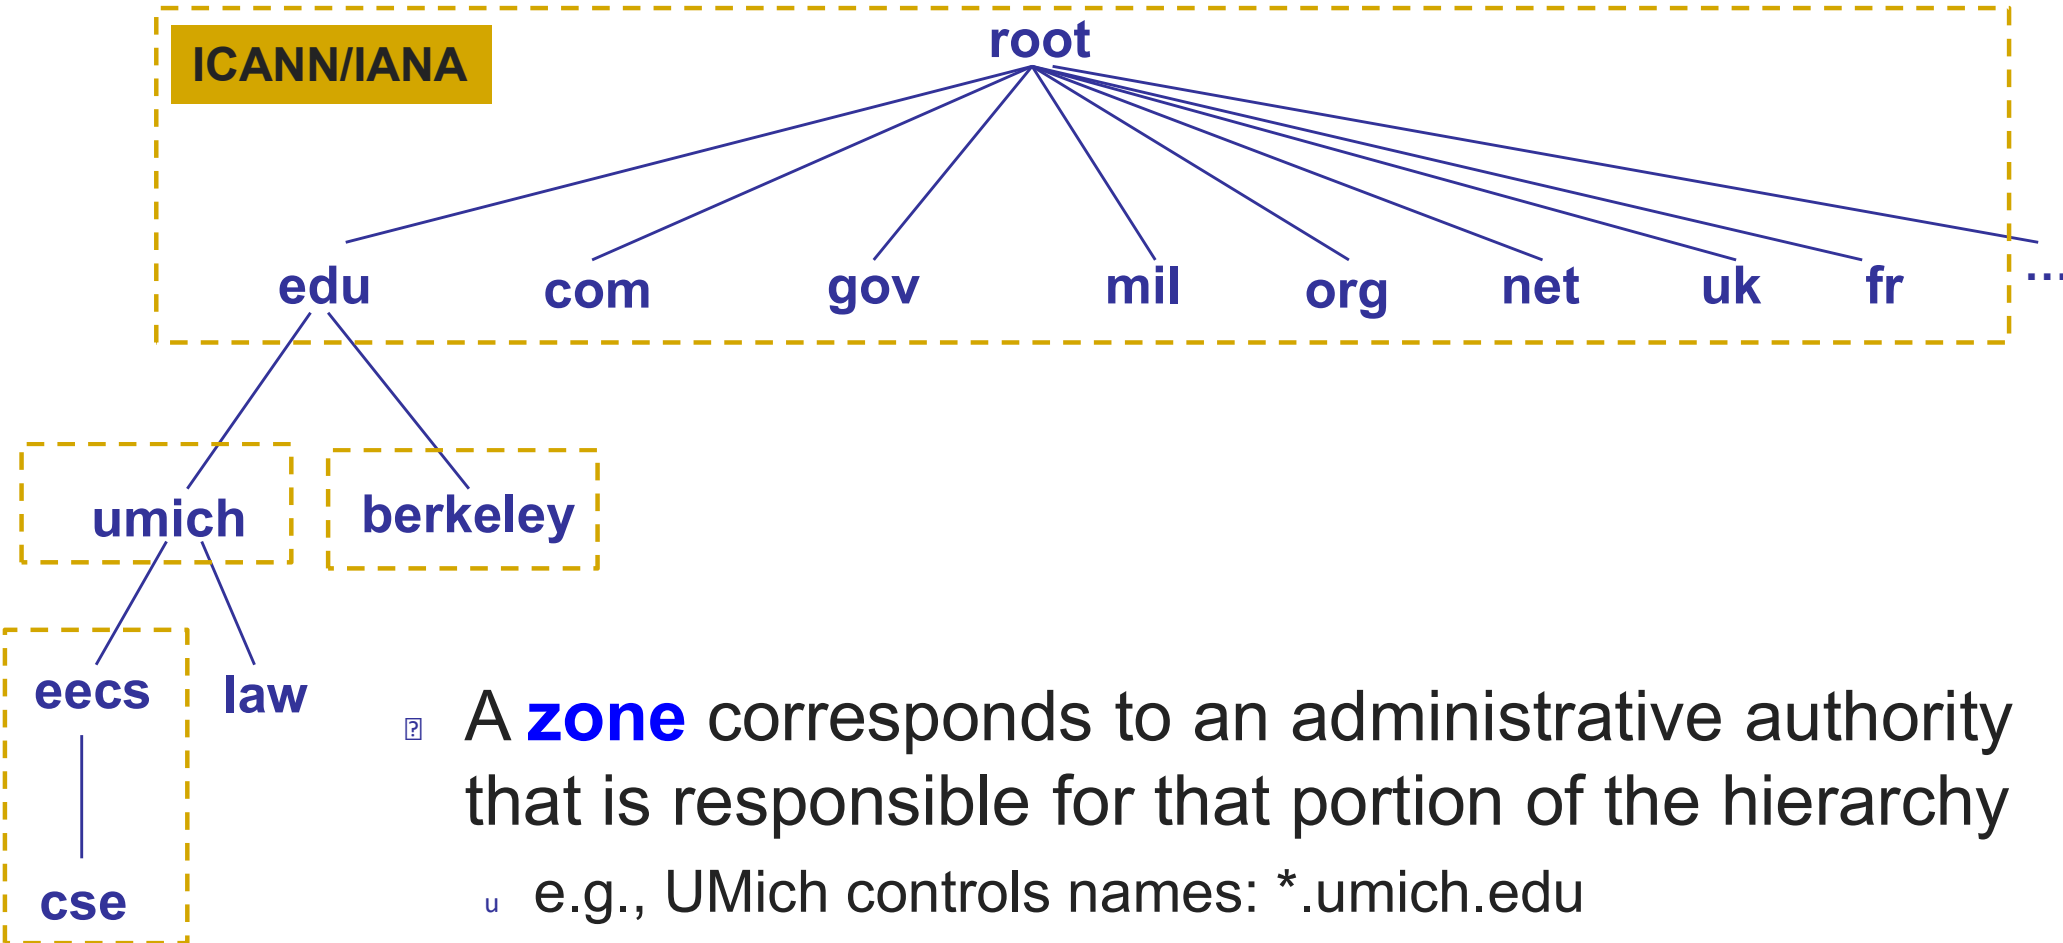 root
ICANN/IANA
edu com gov mil org net uk fr ...
umich berkeley
eecs law
A zone corresponds to an administrative authority
that is responsible for that portion of the hierarchy
cse
u e.g., UMich controls names: *.umich.edu